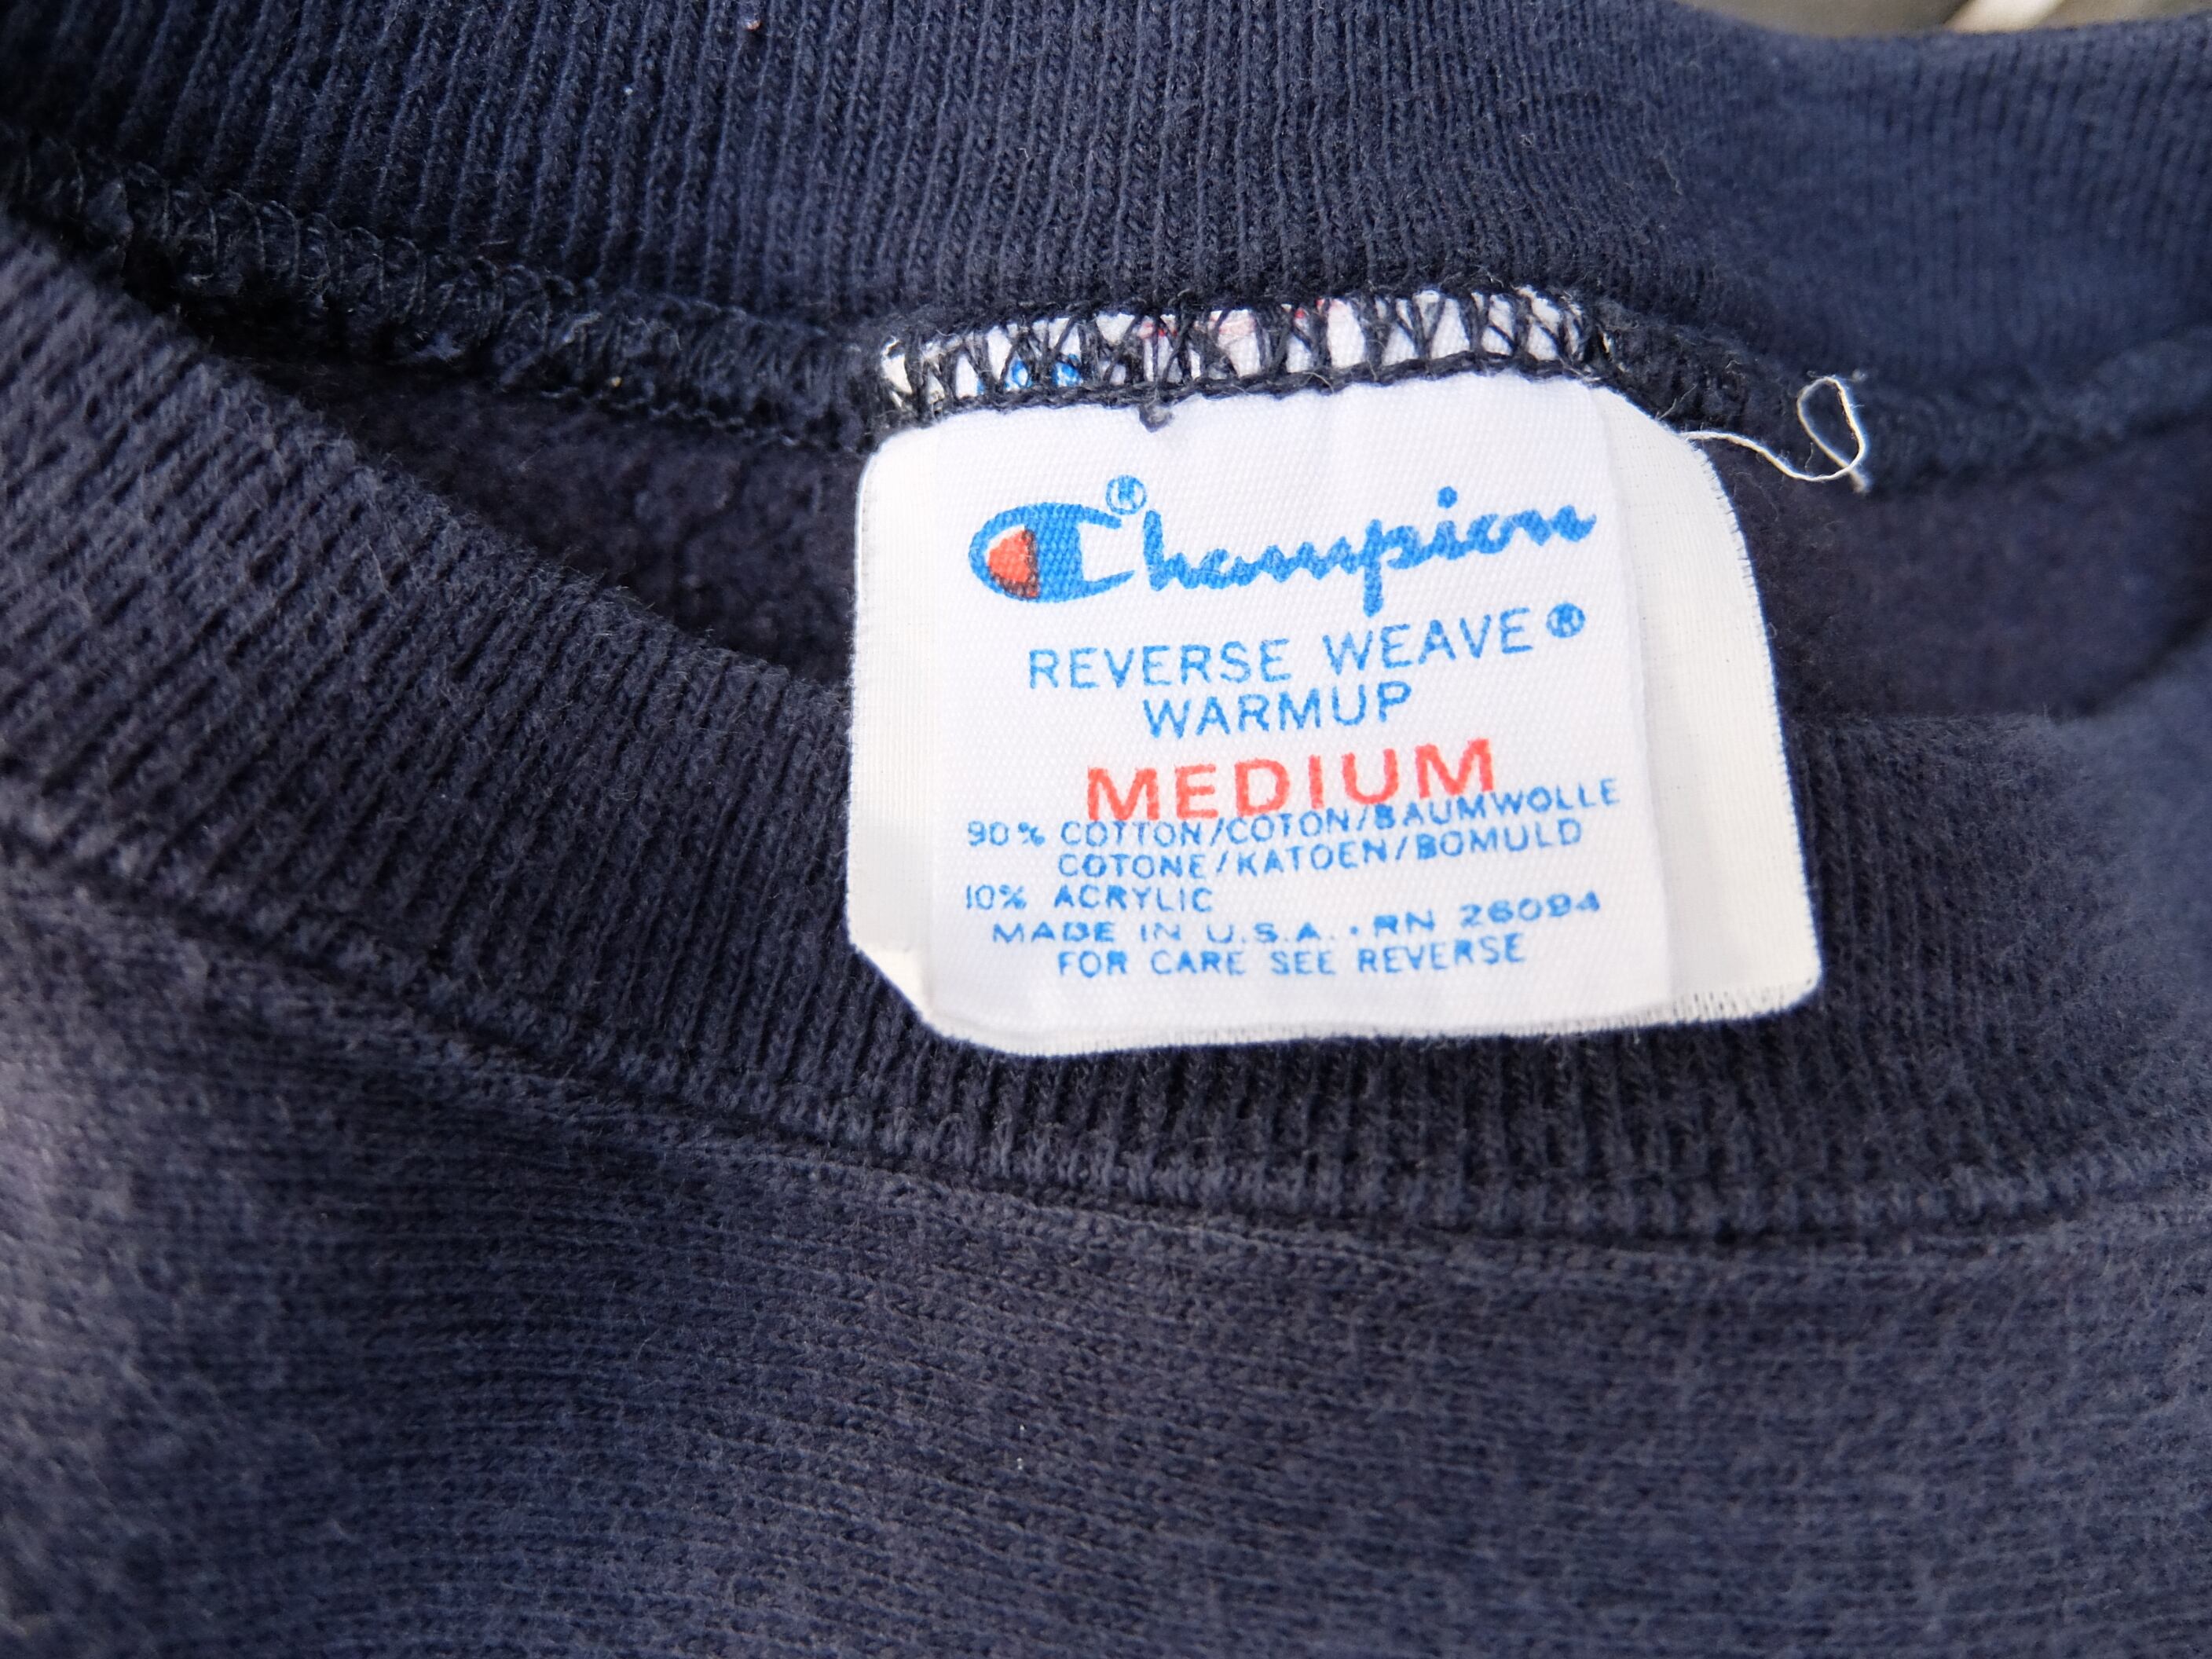 Champion®
REVERSE WEAVE®
WARMUP
MEDIUM
90% COTTON/COTON/BAUMWOLLE
COTONE/KATOEN/BOMULD
10% ACRYLIC
MADE IN U.S.A. · RN 26094
FOR CARE SEE REVERSE